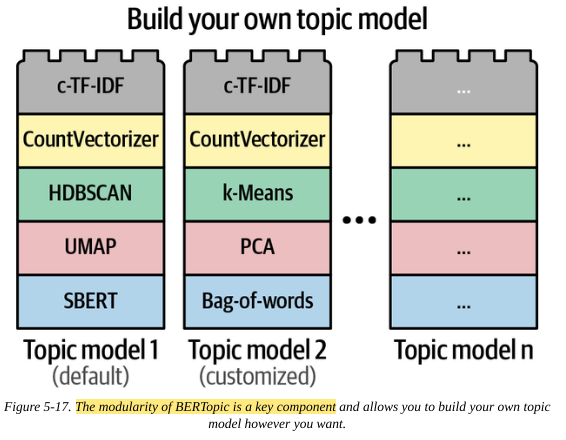 Build your own topic model
c-TF-IDF c-TF-IDF ...
CountVectorizer CountVectorizer ...
HDBSCAN k-Means ...
UMAP PCA ...
SBERT Bag-of-words ...
Topic model 1 Topic model 2 Topic model n
(default) (customized)
Figure 5-17. The modularity of BERTopic is a key component and allows you to build your own topic
model however you want.